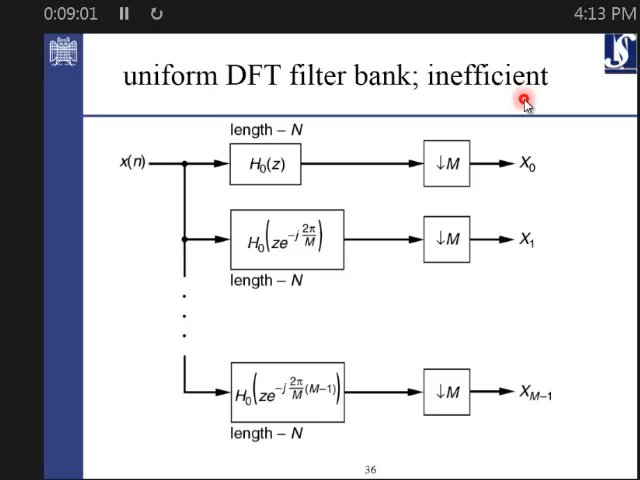 0:09:01
4:13 PM
uniform DFT filter bank; inefficient
length – N
x(n)
H₀(z)
↓M
X₀
H₀(ze^{-j 2π/M})
↓M
X₁
length – N
H₀(ze^{-j 2π/M (M–1)})
↓M
X_{M–1}
length – N
36